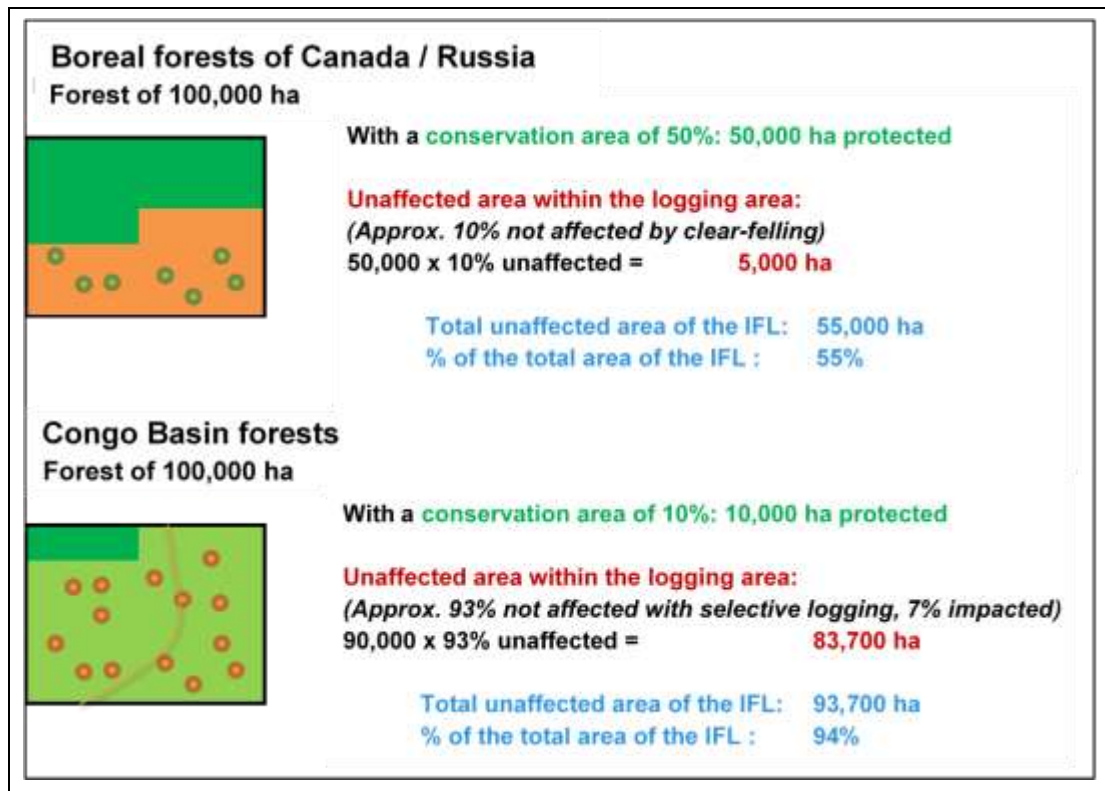 Boreal forests of Canada / Russia
Forest of 100,000 ha
With a conservation area of 50%: 50,000 ha protected
Unaffected area within the logging area:
(Approx. 10% not affected by clear-felling)
50,000 x 10% unaffected = 5,000 ha
Total unaffected area of the IFL: 55,000 ha
% of the total area of the IFL : 55%
Congo Basin forests
Forest of 100,000 ha
With a conservation area of 10%: 10,000 ha protected
Unaffected area within the logging area:
(Approx. 93% not affected with selective logging, 7% impacted)
90,000 x 93% unaffected = 83,700 ha
Total unaffected area of the IFL: 93,700 ha
% of the total area of the IFL : 94%